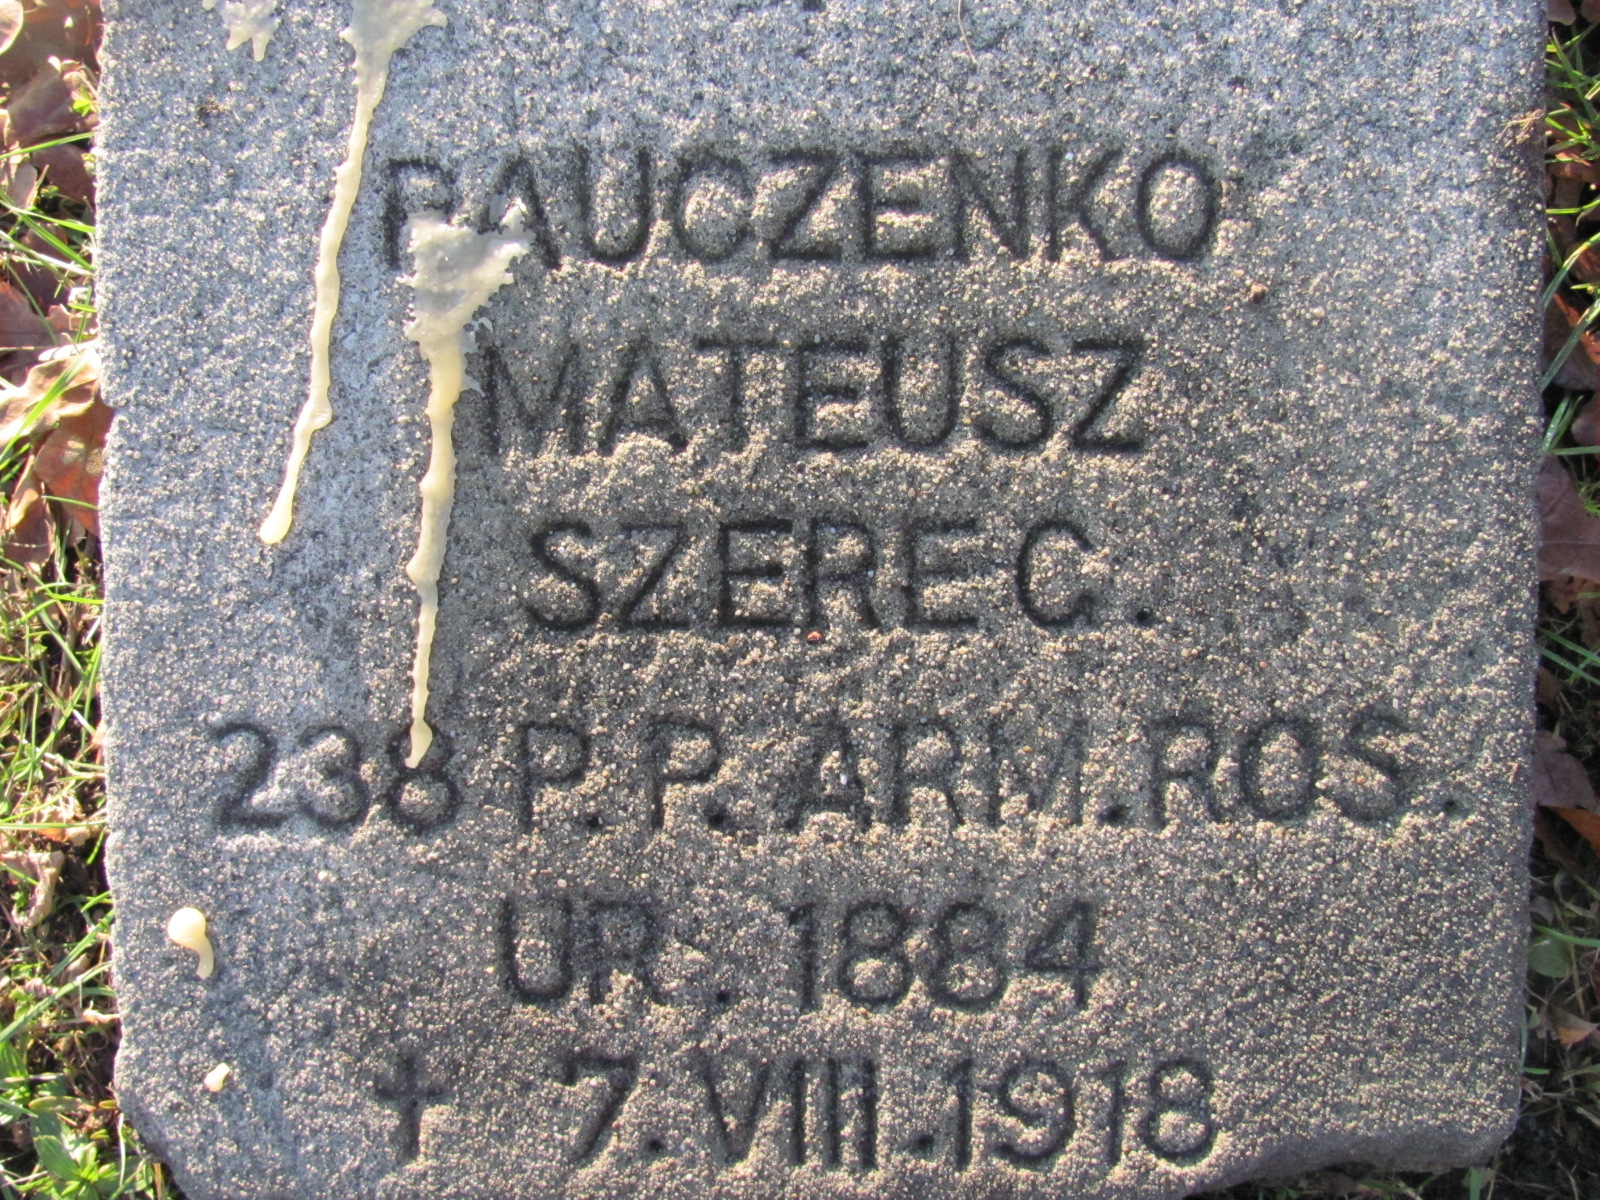 PAUCZENKO
MATEUSZ
SZEREG.
238 P.P. ARM.ROS.
UR. 1884
† 7.VIII.1918